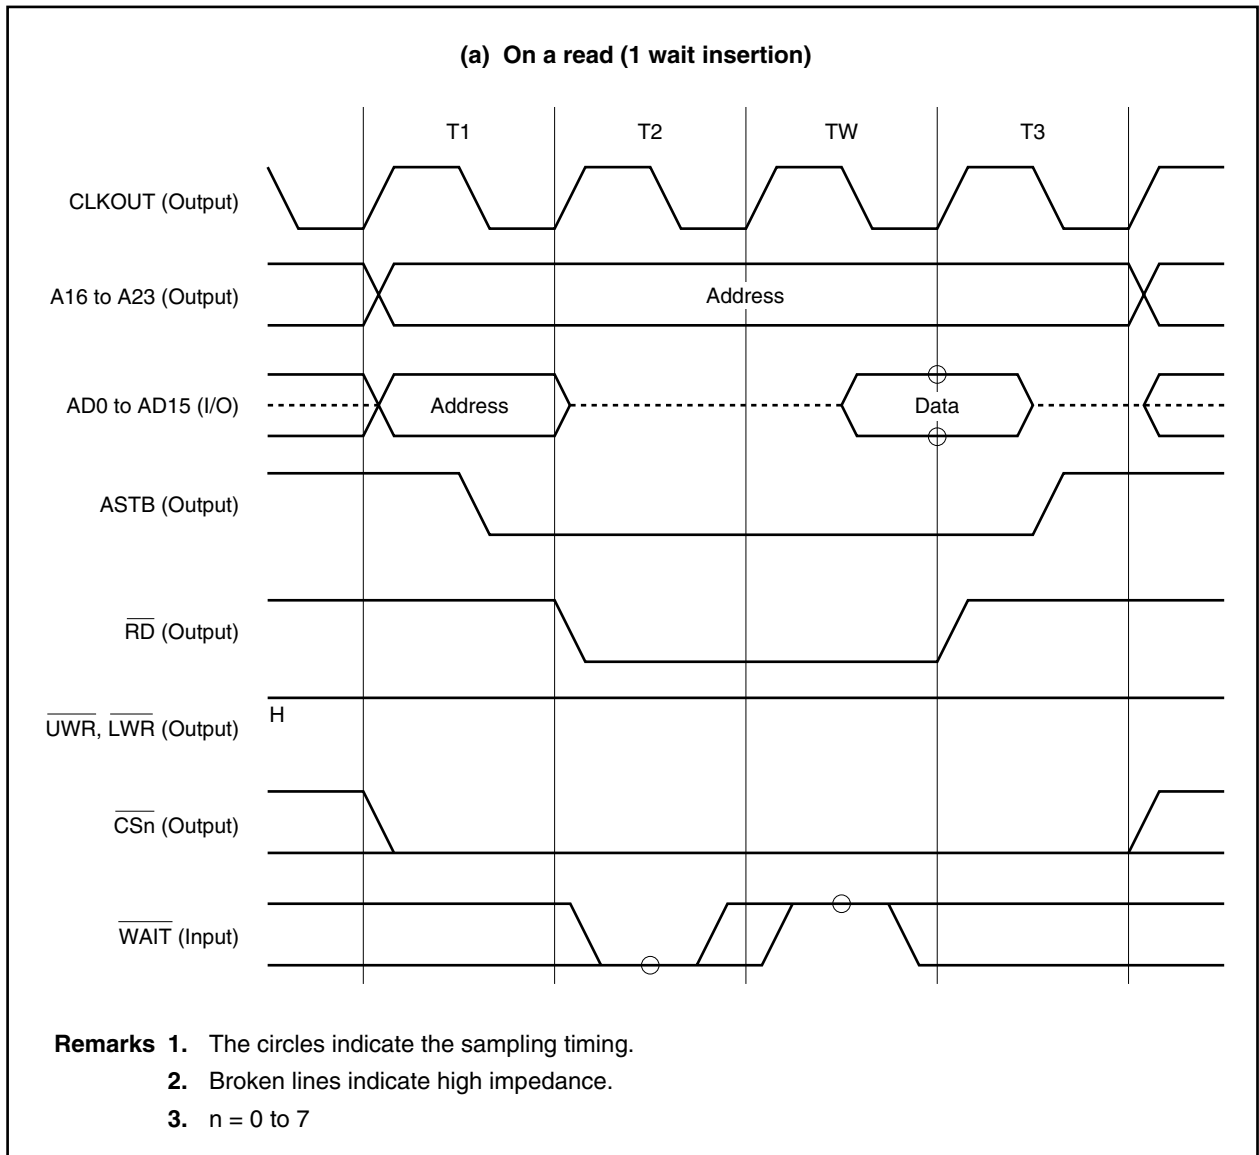 (a) On a read (1 wait insertion)
T1 T2 TW T3
CLKOUT (Output)
A16 to A23 (Output)
Address
AD0 to AD15 (I/O)
Address
Data
ASTB (Output)
RD (Output)
H
UWR, LWR (Output)
CSn (Output)
WAIT (Input)
Remarks 1. The circles indicate the sampling timing.
2. Broken lines indicate high impedance.
3. n = 0 to 7